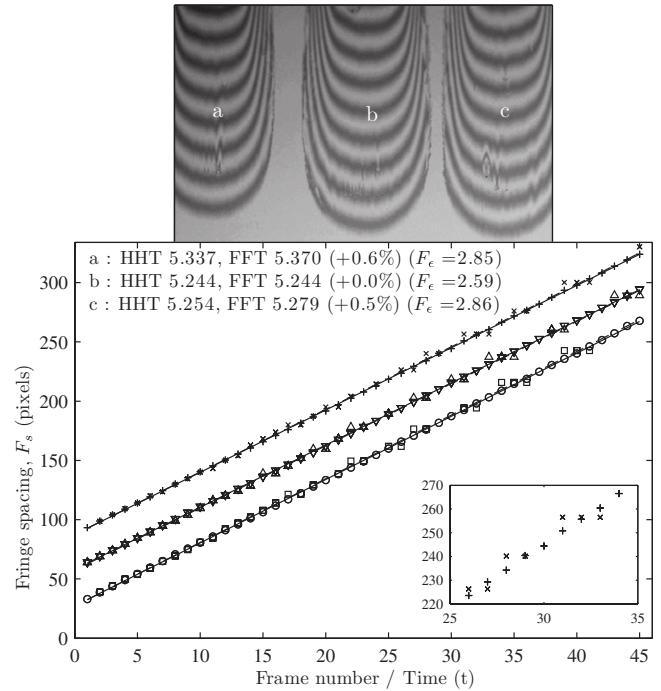 a
b
c
a : HHT 5.337, FFT 5.370 (+0.6%) (Fϵ =2.85)
b : HHT 5.244, FFT 5.244 (+0.0%) (Fϵ =2.59)
c : HHT 5.254, FFT 5.279 (+0.5%) (Fϵ =2.86)
Fringe spacing, Fs (pixels)
300
250
200
150
100
50
0
270
260
250
240
230
220
25
30
35
0 5 10 15 20 25 30 35 40 45
Frame number / Time (t)